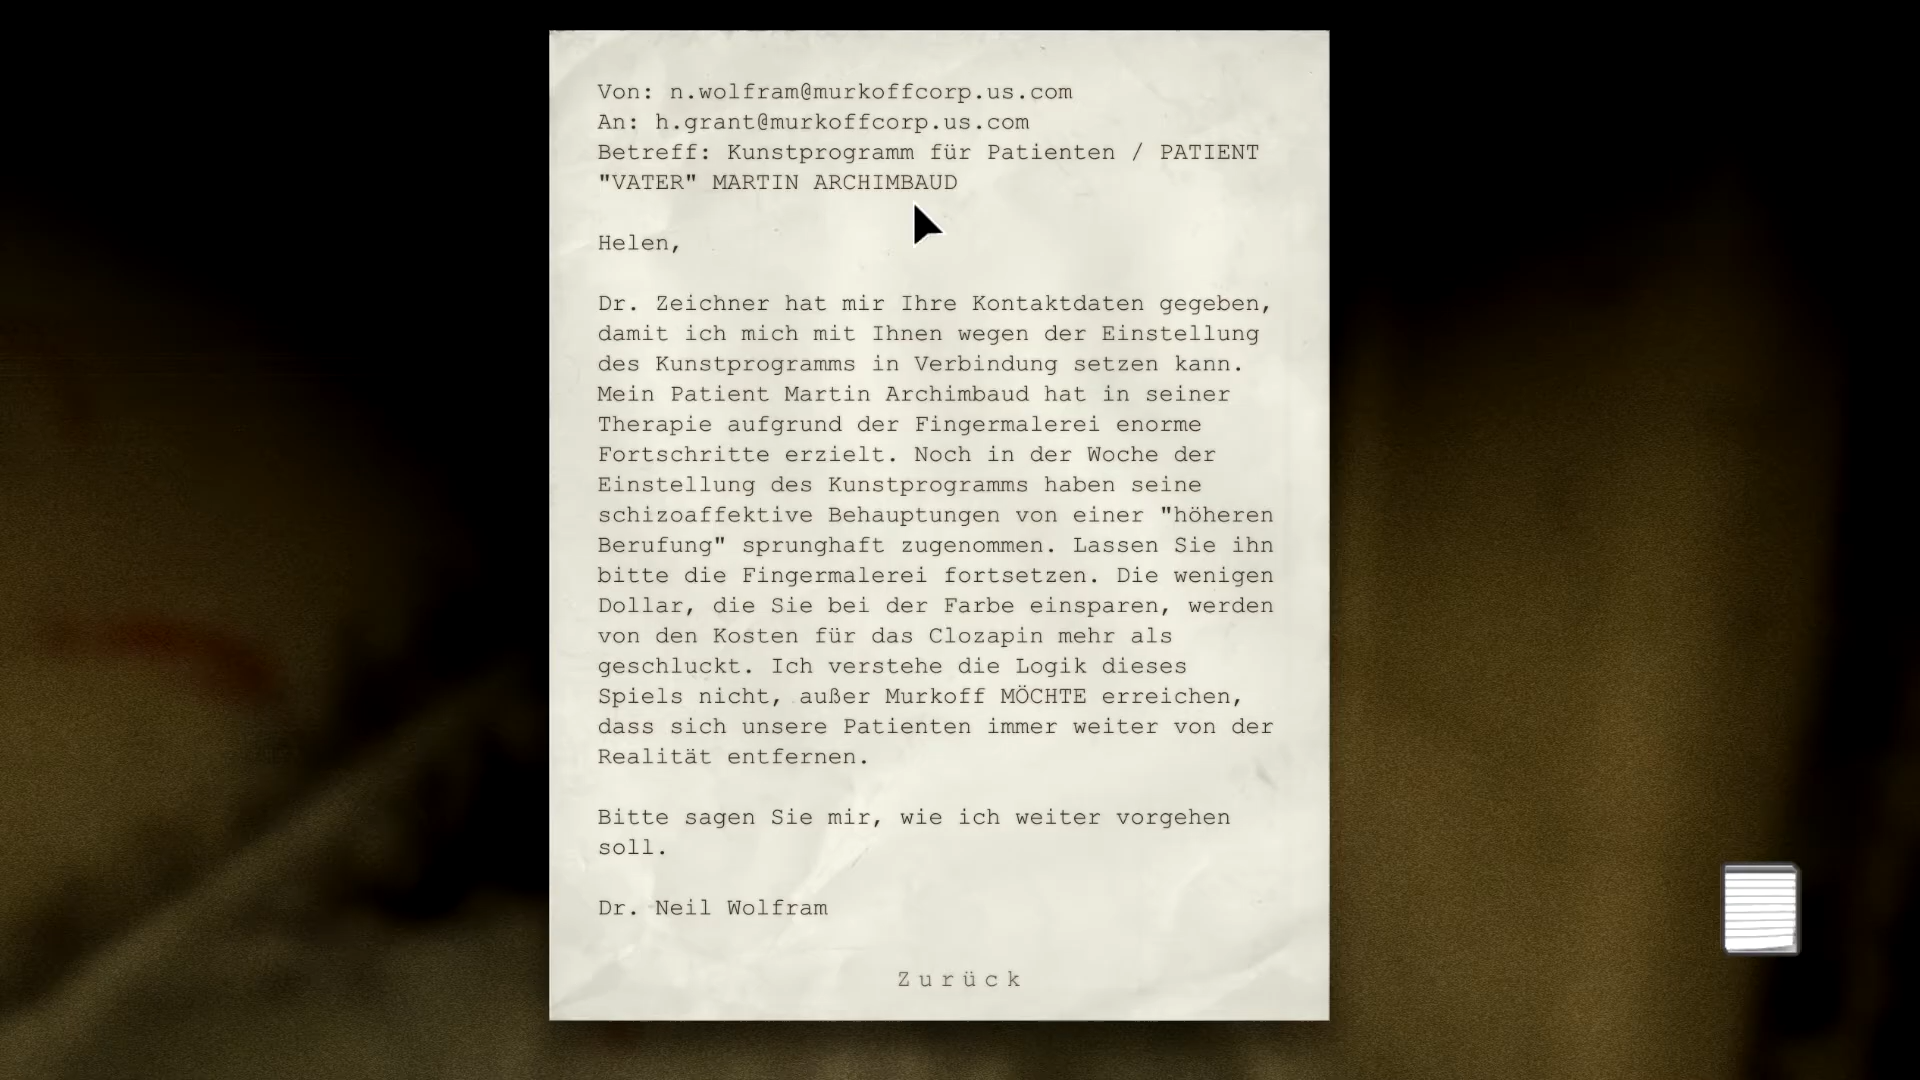 Von: n.wolfram@murkoffcorp.us.com
An: h.grant@murkoffcorp.us.com
Betreff: Kunstprogramm für Patienten / PATIENT
"VATER" MARTIN ARCHIMBAUD
Helen,
Dr. Zeichner hat mir Ihre Kontaktdaten gegeben,
damit ich mich mit Ihnen wegen der Einstellung
des Kunstprogramms in Verbindung setzen kann.
Mein Patient Martin Archimbaud hat in seiner
Therapie aufgrund der Fingermalerei enorme
Fortschritte erzielt. Noch in der Woche der
Einstellung des Kunstprogramms haben seine
schizoaffektive Behauptungen von einer "höheren
Berufung" sprunghaft zugenommen. Lassen Sie ihn
bitte die Fingermalerei fortsetzen. Die wenigen
Dollar, die Sie bei der Farbe einsparen, werden
von den Kosten für das Clozapin mehr als
geschluckt. Ich verstehe die Logik dieses
Spiels nicht, außer Murkoff MÖCHTE erreichen,
dass sich unsere Patienten immer weiter von der
Realität entfernen.
Bitte sagen Sie mir, wie ich weiter vorgehen
soll.
Dr. Neil Wolfram
Zurück